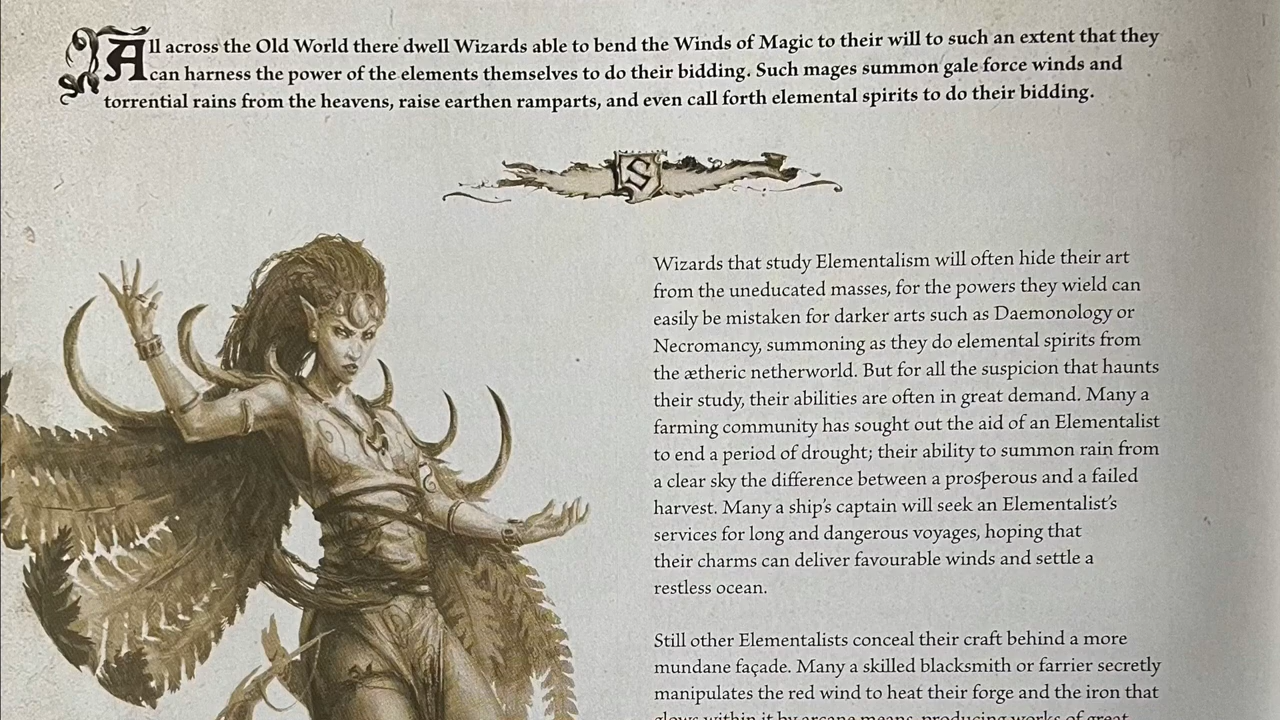 All across the Old World there dwell Wizards able to bend the Winds of Magic to their will to such an extent that they
can harness the power of the elements themselves to do their bidding. Such mages summon gale force winds and
torrential rains from the heavens, raise earthen ramparts, and even call forth elemental spirits to do their bidding.
S
Wizards that study Elementalism will often hide their art
from the uneducated masses, for the powers they wield can
easily be mistaken for darker arts such as Daemonology or
Necromancy, summoning as they do elemental spirits from
the ætheric netherworld. But for all the suspicion that haunts
their study, their abilities are often in great demand. Many a
farming community has sought out the aid of an Elementalist
to end a period of drought; their ability to summon rain from
a clear sky the difference between a prosperous and a failed
harvest. Many a ship's captain will seek an Elementalist's
services for long and dangerous voyages, hoping that
their charms can deliver favourable winds and settle a
restless ocean.
Still other Elementalists conceal their craft behind a more
mundane façade. Many a skilled blacksmith or farrier secretly
manipulates the red wind to heat their forge and the iron that
glows within it by arcane means, producing works of great